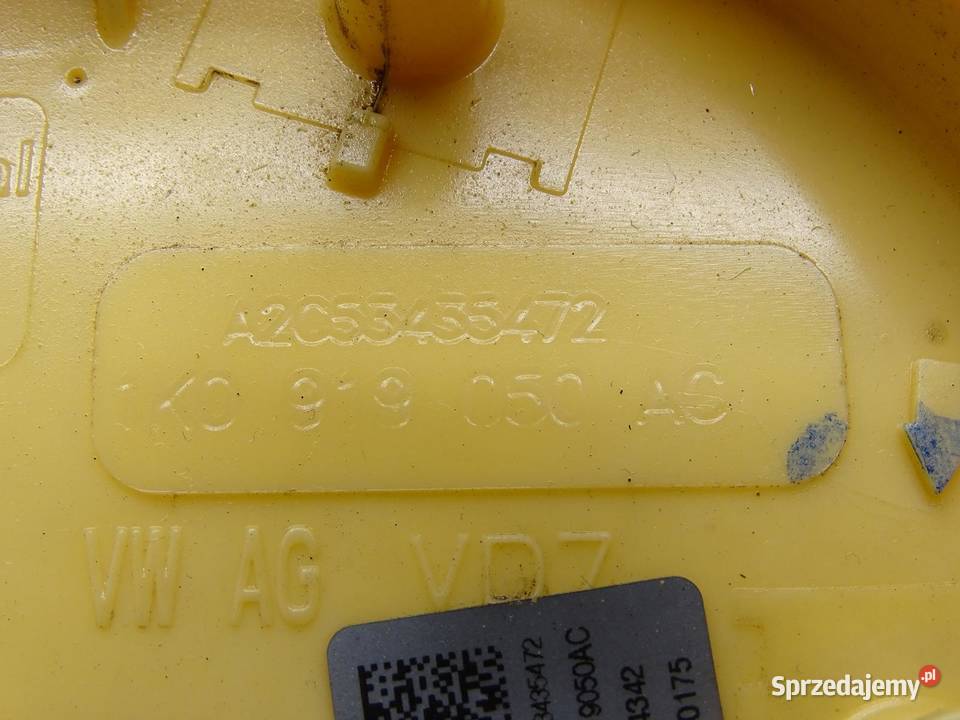 A2C53435472
1K0 919 050 AC
VW AG VDZ
3435472
9050AC
4342
0175
Sprzedajemy.pl